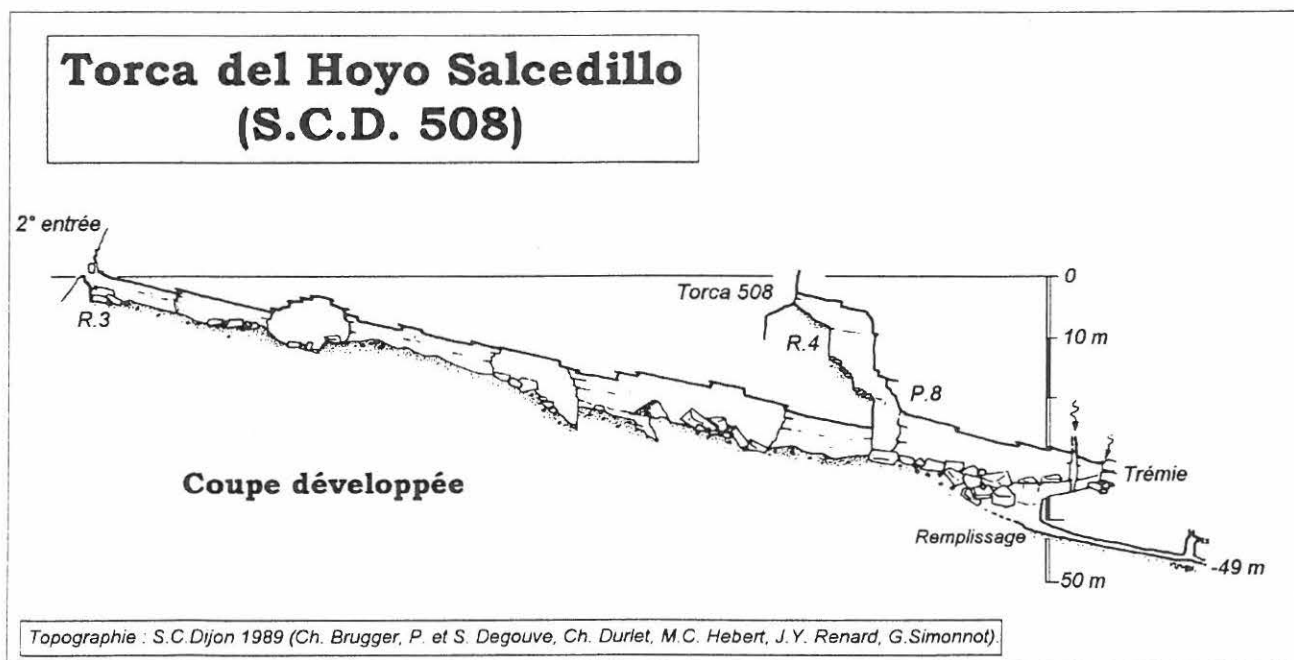 Torca del Hoyo Salcedillo
(S.C.D. 508)
2° entrée
0
Torca 508
R.3
10 m
R.4
P.8
Trémie
Coupe développée
Remplissage
-49 m
50 m
Topographie : S.C.Dijon 1989 (Ch. Brugger, P. et S. Degouve, Ch. Durlet, M.C. Hebert, J.Y. Renard, G.Simonnot).